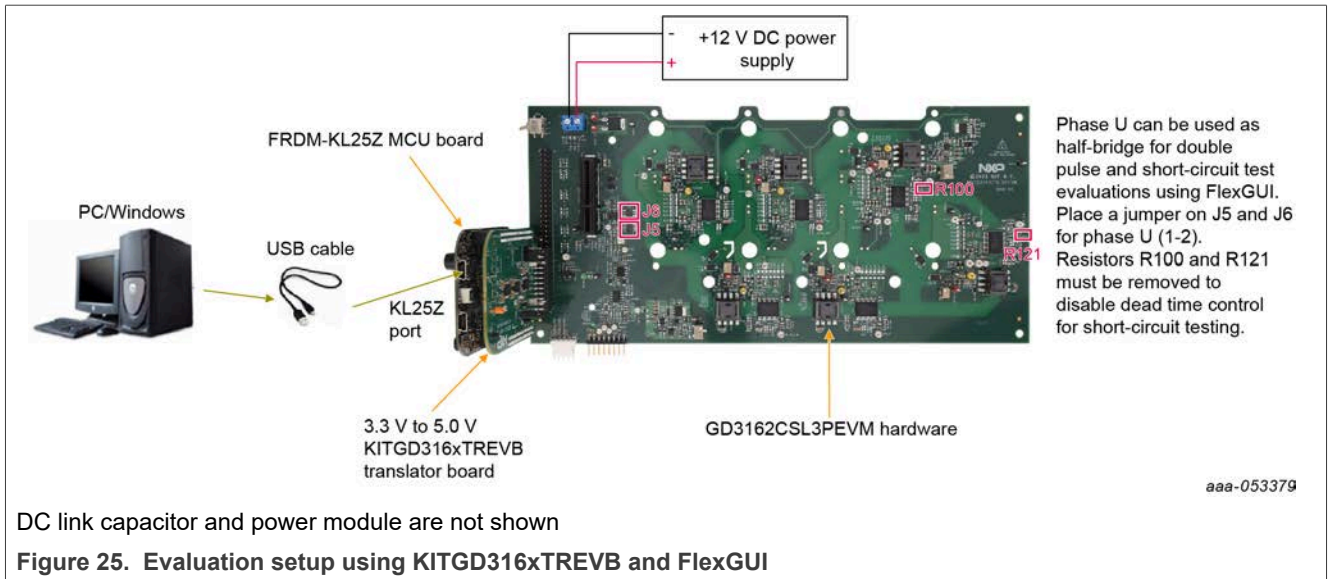 -
+12 V DC power
+
supply
FRDM-KL25Z MCU board
PC/Windows
USB cable
KL25Z
port
3.3 V to 5.0 V
KITGD316xTREVB
translator board
J6
J5
R100
NXP
R121
GD3162CSL3PEVM hardware
Phase U can be used as
half-bridge for double
pulse and short-circuit test
evaluations using FlexGUI.
Place a jumper on J5 and J6
for phase U (1-2).
Resistors R100 and R121
must be removed to
disable dead time control
for short-circuit testing.
aaa-053379
DC link capacitor and power module are not shown
Figure 25. Evaluation setup using KITGD316xTREVB and FlexGUI